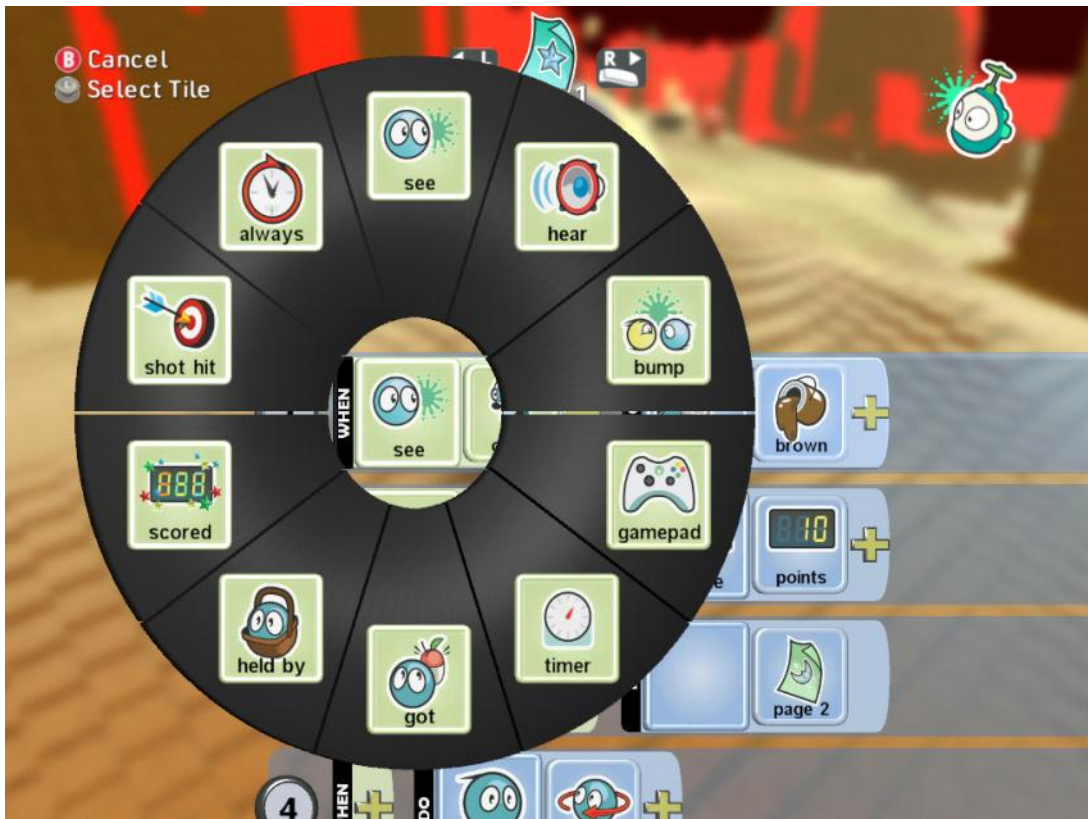 B Cancel
Select Tile
L
R
1
see
always
hear
shot hit
bump
WHEN
see
brown
scored
gamepad
10
points
held by
timer
got
page 2
4
DO